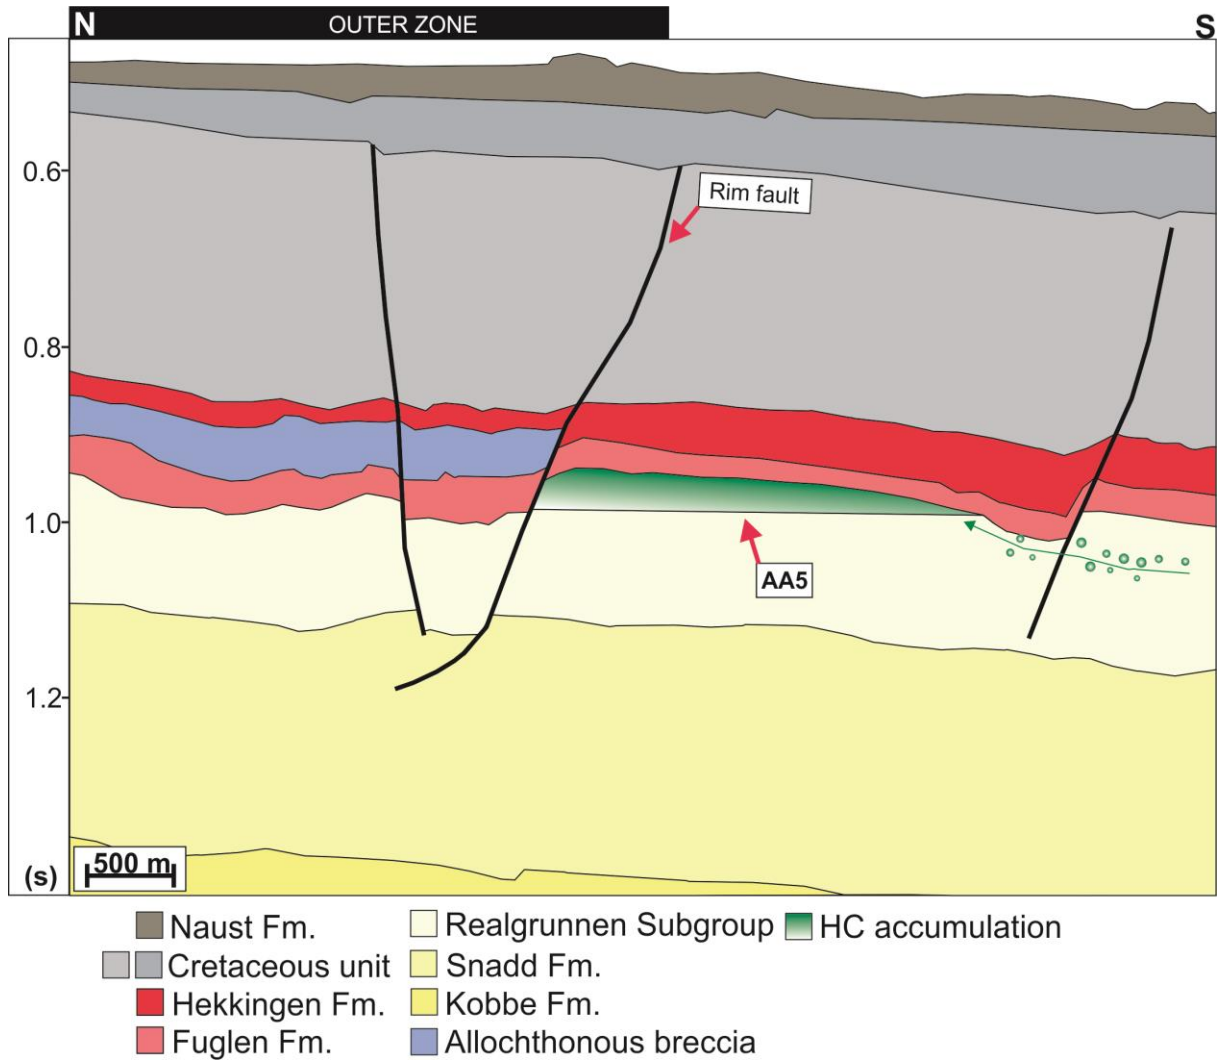 N
OUTER ZONE
S
0.6
Rim fault
0.8
1.0
AA5
1.2
(s)
500 m
Naust Fm.
Realgrunnen Subgroup
HC accumulation
Cretaceous unit
Snadd Fm.
Hekkingen Fm.
Kobbe Fm.
Fuglen Fm.
Allochthonous breccia